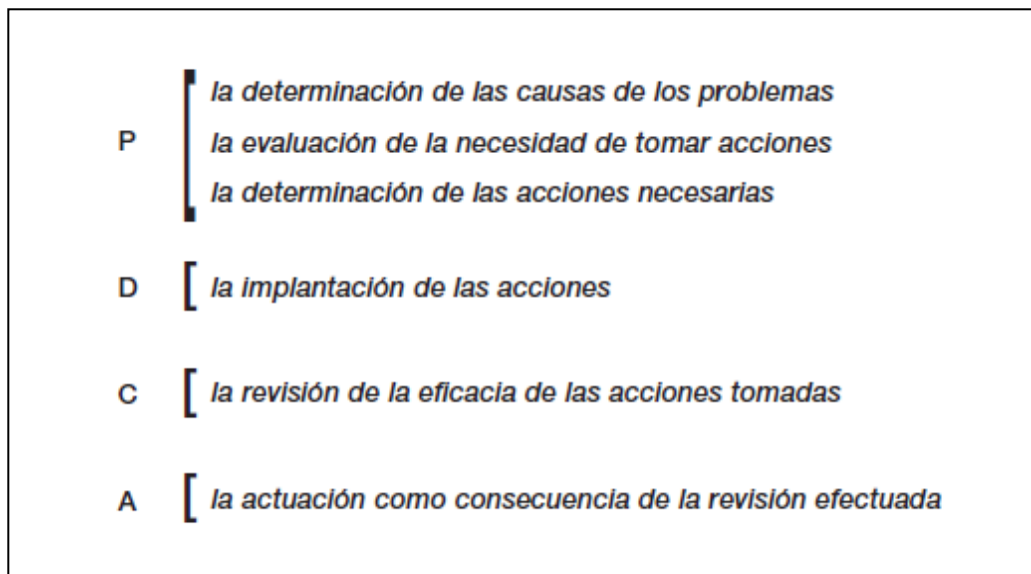 la determinación de las causas de los problemas
P la evaluación de la necesidad de tomar acciones
la determinación de las acciones necesarias
D la implantación de las acciones
C la revisión de la eficacia de las acciones tomadas
A la actuación como consecuencia de la revisión efectuada